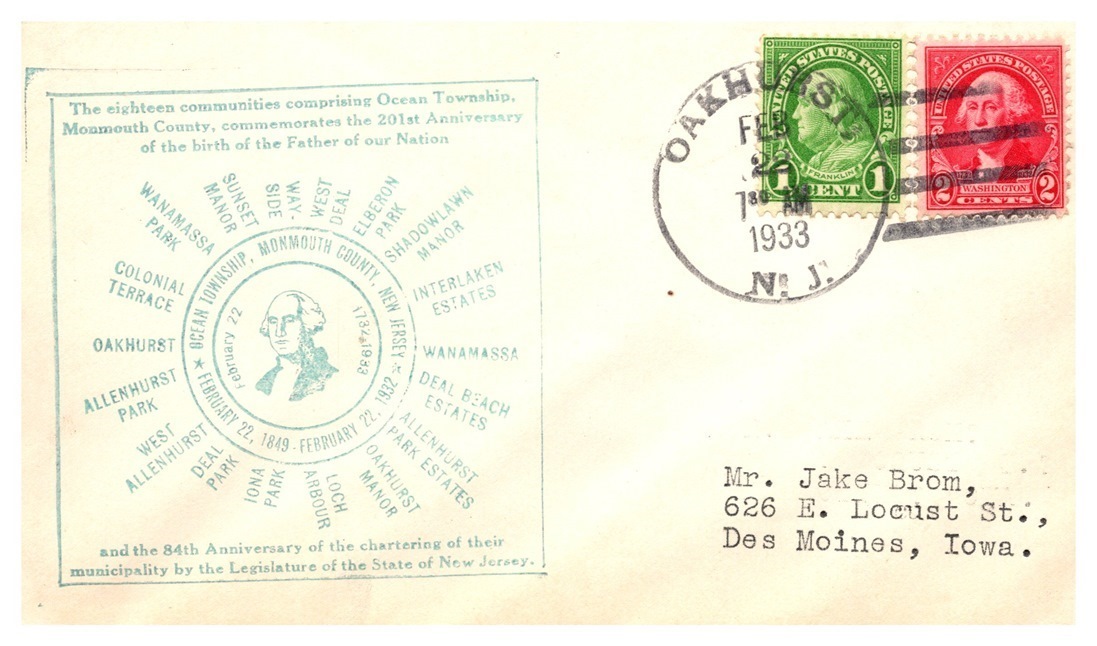 The eighteen communities comprising Ocean Township,
Monmouth County, commemorates the 201st Anniversary
of the birth of the Father of our Nation
WANAMASSA
PARK
SUNSET
MANOR
WAY-
SIDE
WEST
DEAL
ELBERON
PARK
SHADOWLAWN
MANOR
INTERLAKEN
ESTATES
WANAMASSA
DEAL BEACH
ESTATES
ALLENHURST
PARK ESTATES
OAKHURST
MANOR
LOCH
ARBOUR
IONA
PARK
DEAL
PARK
WEST
ALLENHURST
ALLENHURST
PARK
OAKHURST
COLONIAL
TERRACE
OCEAN TOWNSHIP, MONMOUTH COUNTY, NEW JERSEY
FEBRUARY 22, 1849 - FEBRUARY 22, 1932
February 22
1732-1933
and the 84th Anniversary of the chartering of their
municipality by the Legislature of the State of New Jersey.
OAKHURST
FEB
22
7 30 AM
1933
N. J.
UNITED STATES POSTAGE
FRANKLIN
1 CENT 1
UNITED STATES POSTAGE
WASHINGTON
2 CENTS 2
Mr. Jake Brom,
626 E. Locust St.,
Des Moines, Iowa.